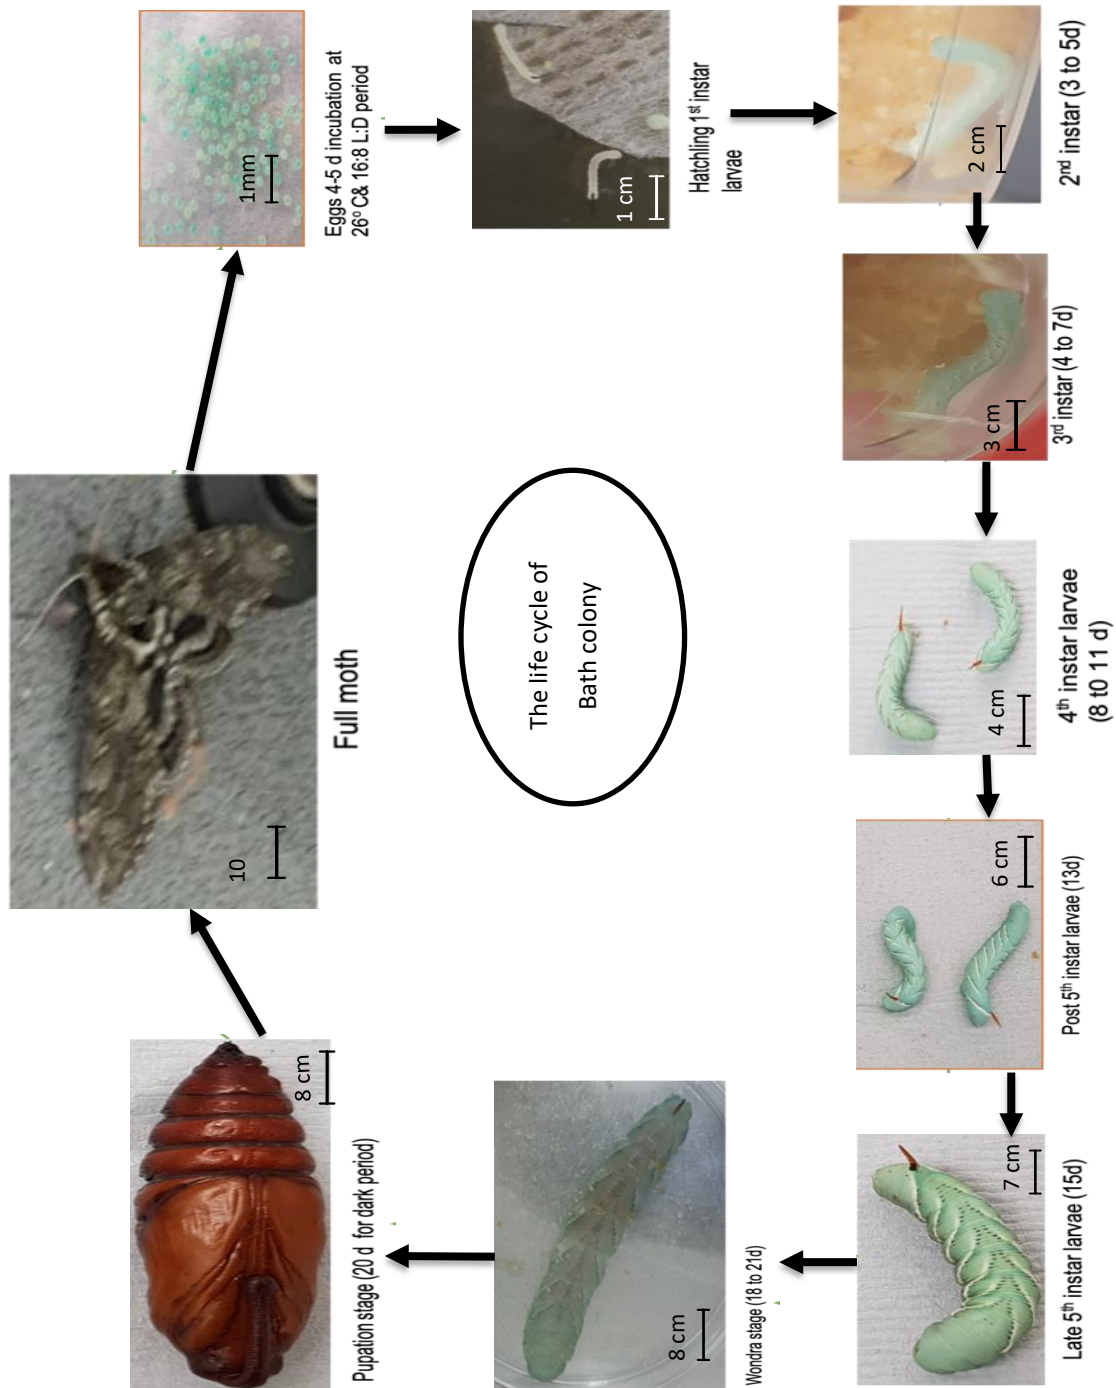 The life cycle of
Bath colony
Full moth
10
Eggs 4-5 d incubation at
26º C& 16:8 L:D period
1mm
Hatchling 1st instar
larvae
1 cm
2nd instar (3 to 5d)
2 cm
3rd instar (4 to 7d)
3 cm
4th instar larvae
(8 t0 11 d)
4 cm
Post 5th instar larvae (13d)
6 cm
Late 5th instar larvae (15d)
7 cm
Wondra stage (18 to 21d)
8 cm
Pupation stage (20 d for dark period)
8 cm